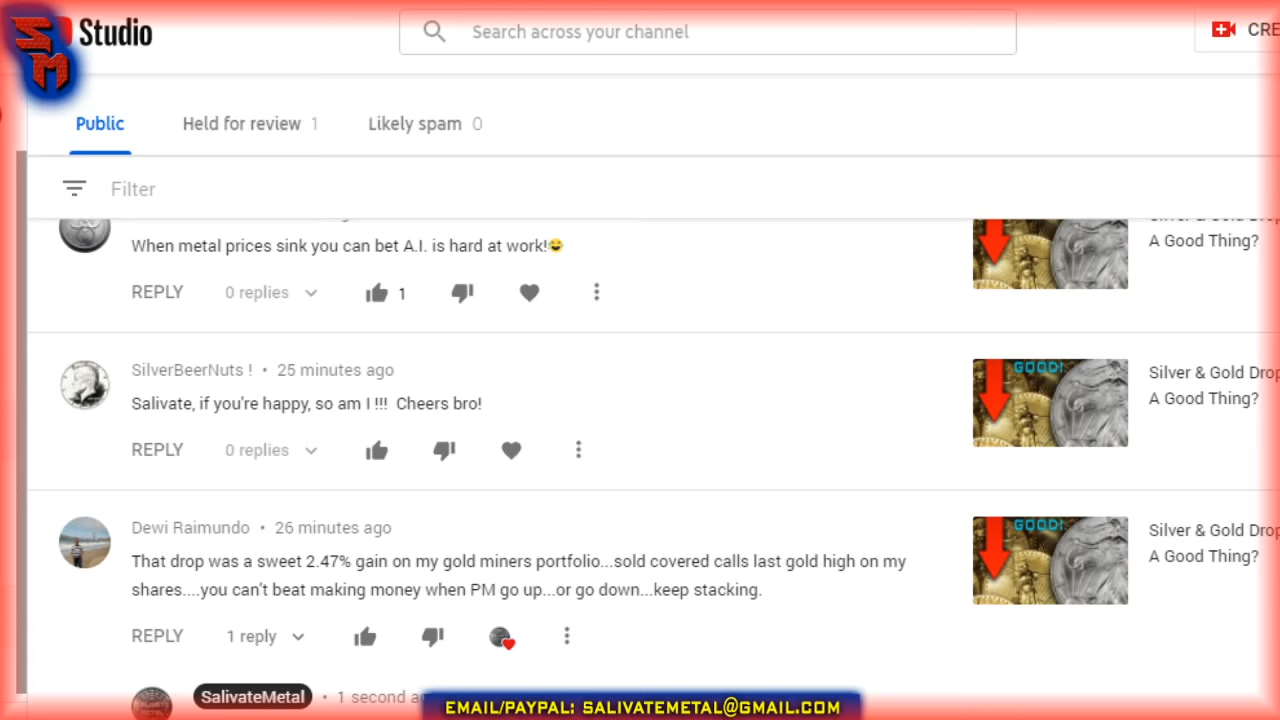 SM
Studio
Search across your channel
CRE
Public
Held for review 1
Likely spam 0
Filter
When metal prices sink you can bet A.I. is hard at work!😂
A Good Thing?
REPLY
0 replies
1
SilverBeerNuts ! • 25 minutes ago
Salivate, if you're happy, so am I !!!  Cheers bro!
GOOD!
Silver & Gold Drop
A Good Thing?
REPLY
0 replies
Dewi Raimundo • 26 minutes ago
That drop was a sweet 2.47% gain on my gold miners portfolio...sold covered calls last gold high on my
shares....you can't beat making money when PM go up...or go down...keep stacking.
GOOD!
Silver & Gold Drop
A Good Thing?
REPLY
1 reply
SalivateMetal • 1 second
EMAIL/PAYPAL: SALIVATEMETAL@GMAIL.COM